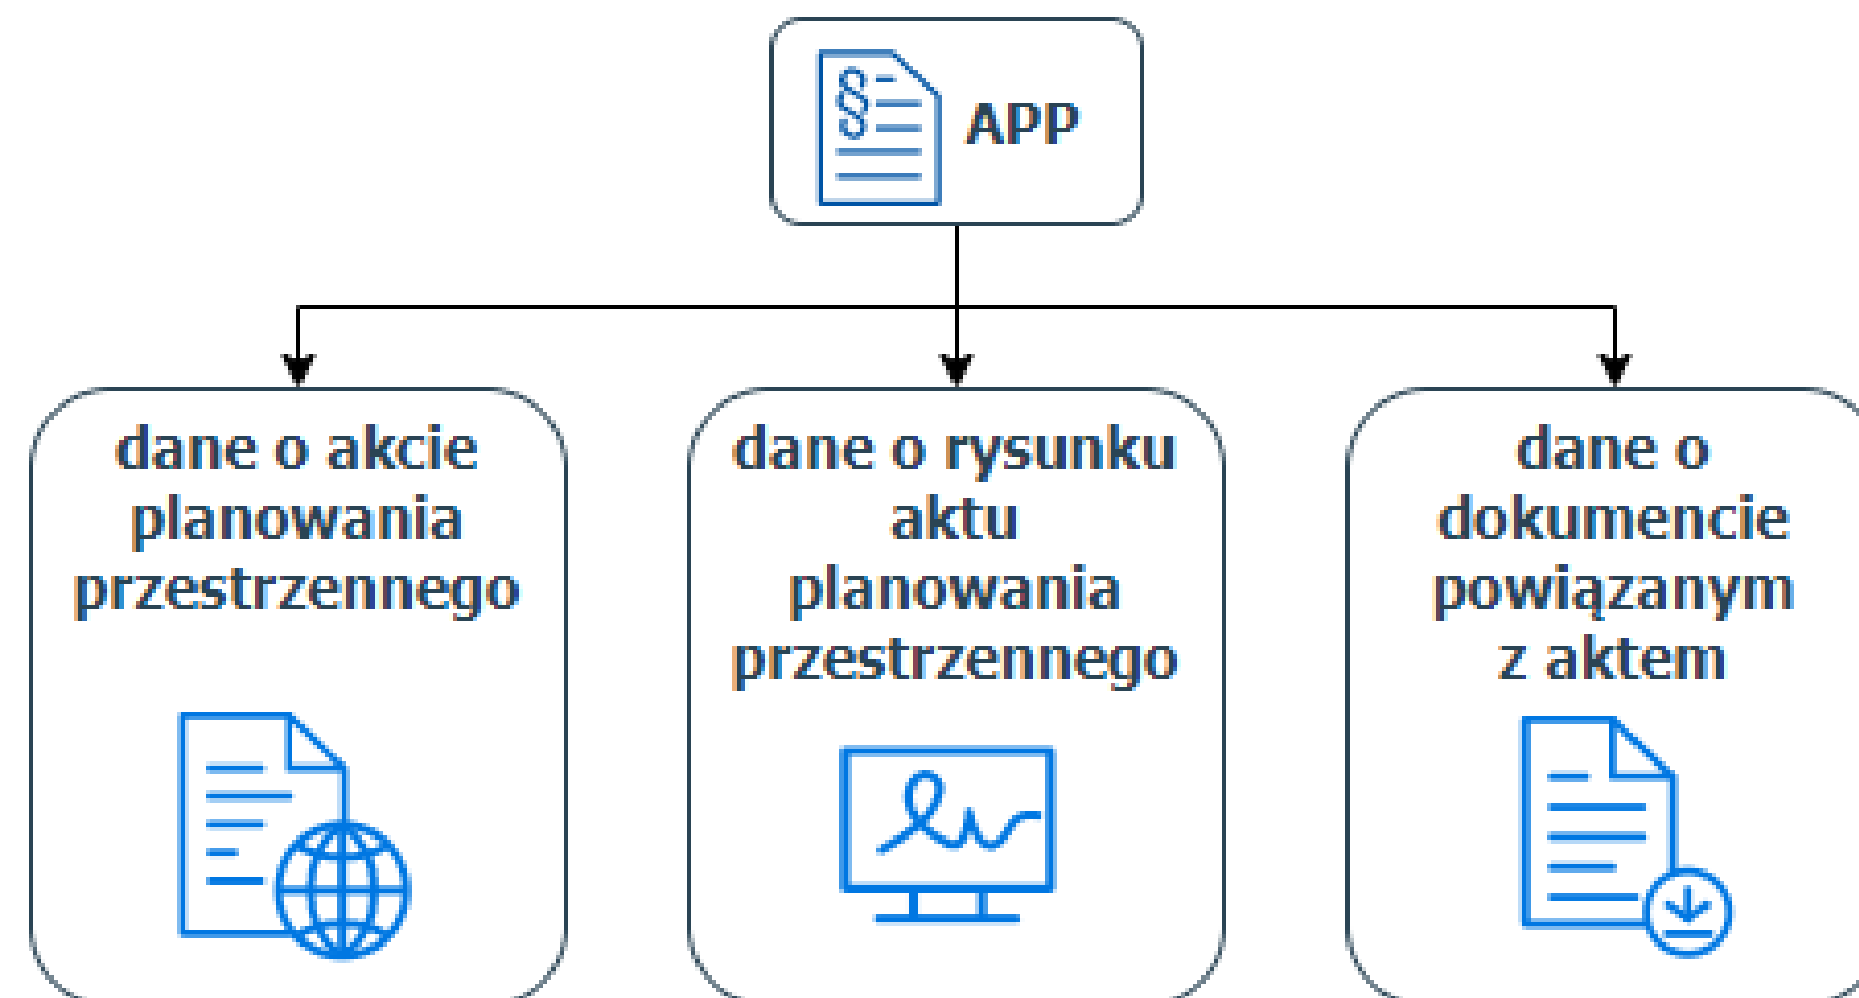 APP
dane o akcie
planowania
przestrzennego
dane o rysunku
aktu
planowania
przestrzennego
dane o
dokumencie
powiązanym
z aktem